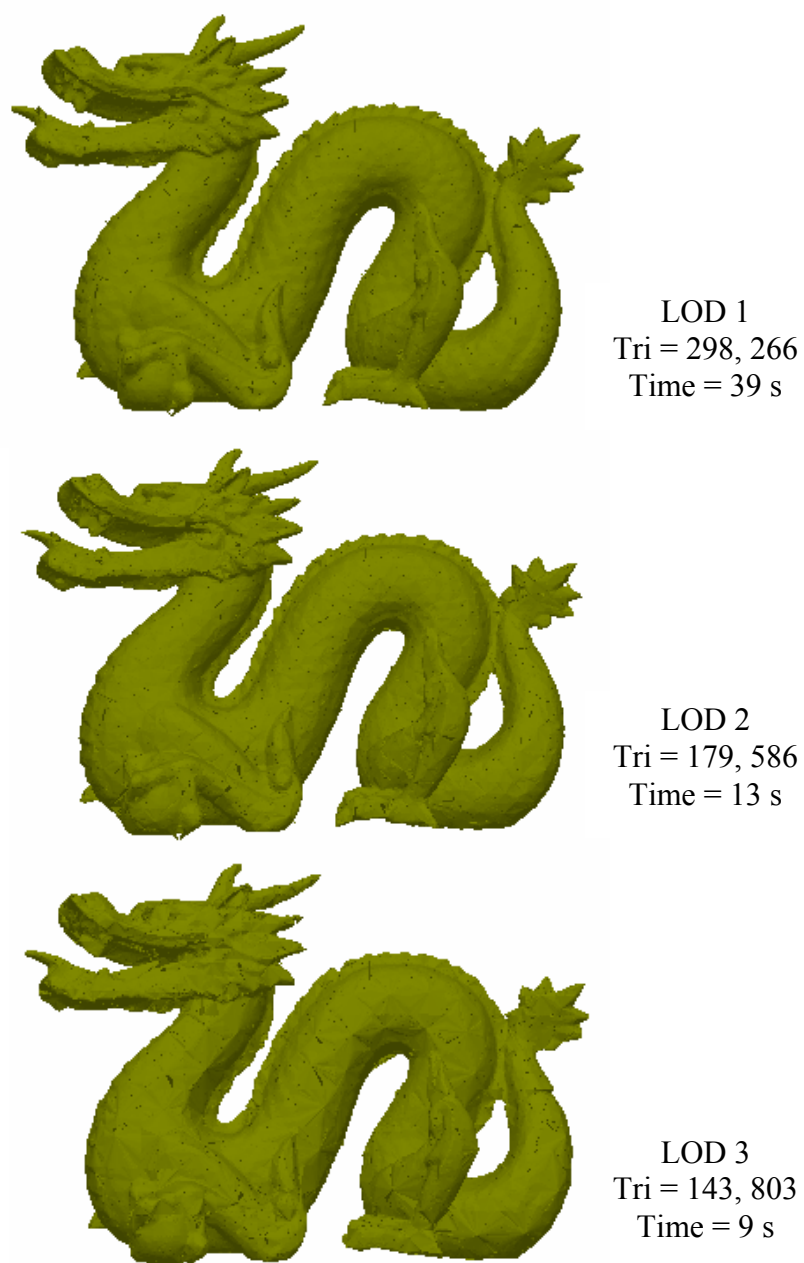 LOD 1
Tri = 298, 266
Time = 39 s
LOD 2
Tri = 179, 586
Time = 13 s
LOD 3
Tri = 143, 803
Time = 9 s